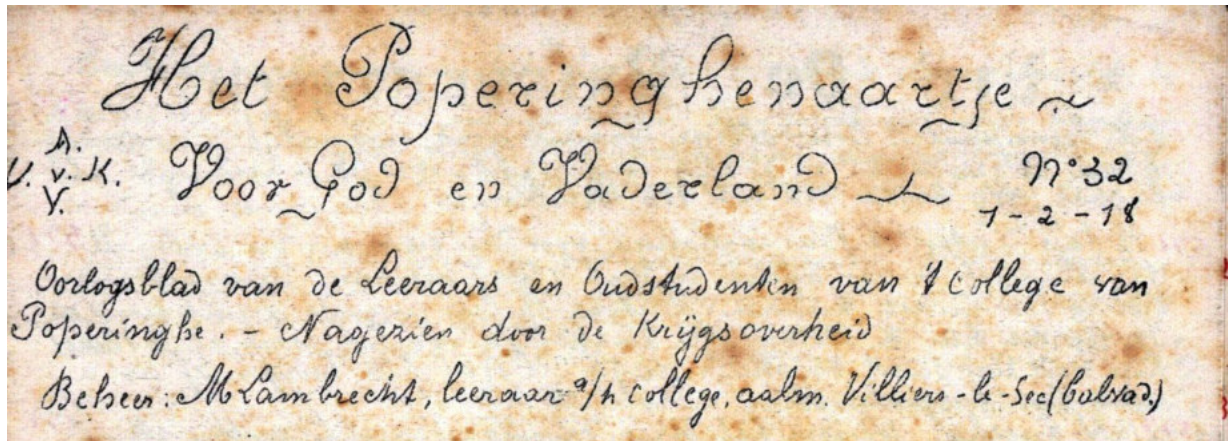 Het Poperinghenaartje
A.
V. v. K. Voor God en Vaderland N° 32
V. 1-2-18
Oorlogsblad van de Leeraars en Oudstudenten van 't College van
Poperinghe. - Nagezien door de Krijgsoverheid
Beheer: M Lambrecht, leeraar a/h college, aalm. Villiers-le-Sec (Calvad.)